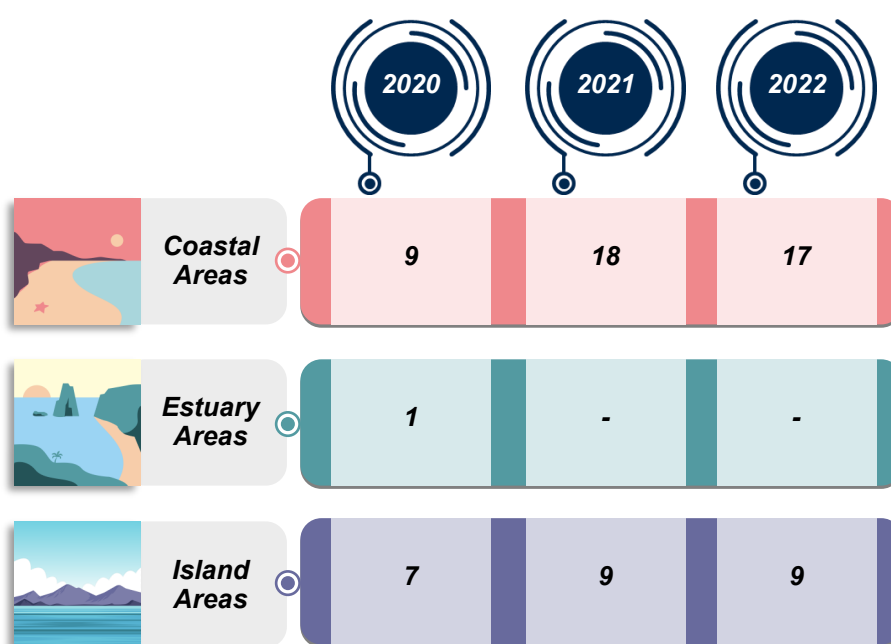 2020 2021 2022
Coastal
Areas
9 18 17
Estuary
Areas
1 - -
Island
Areas
7 9 9